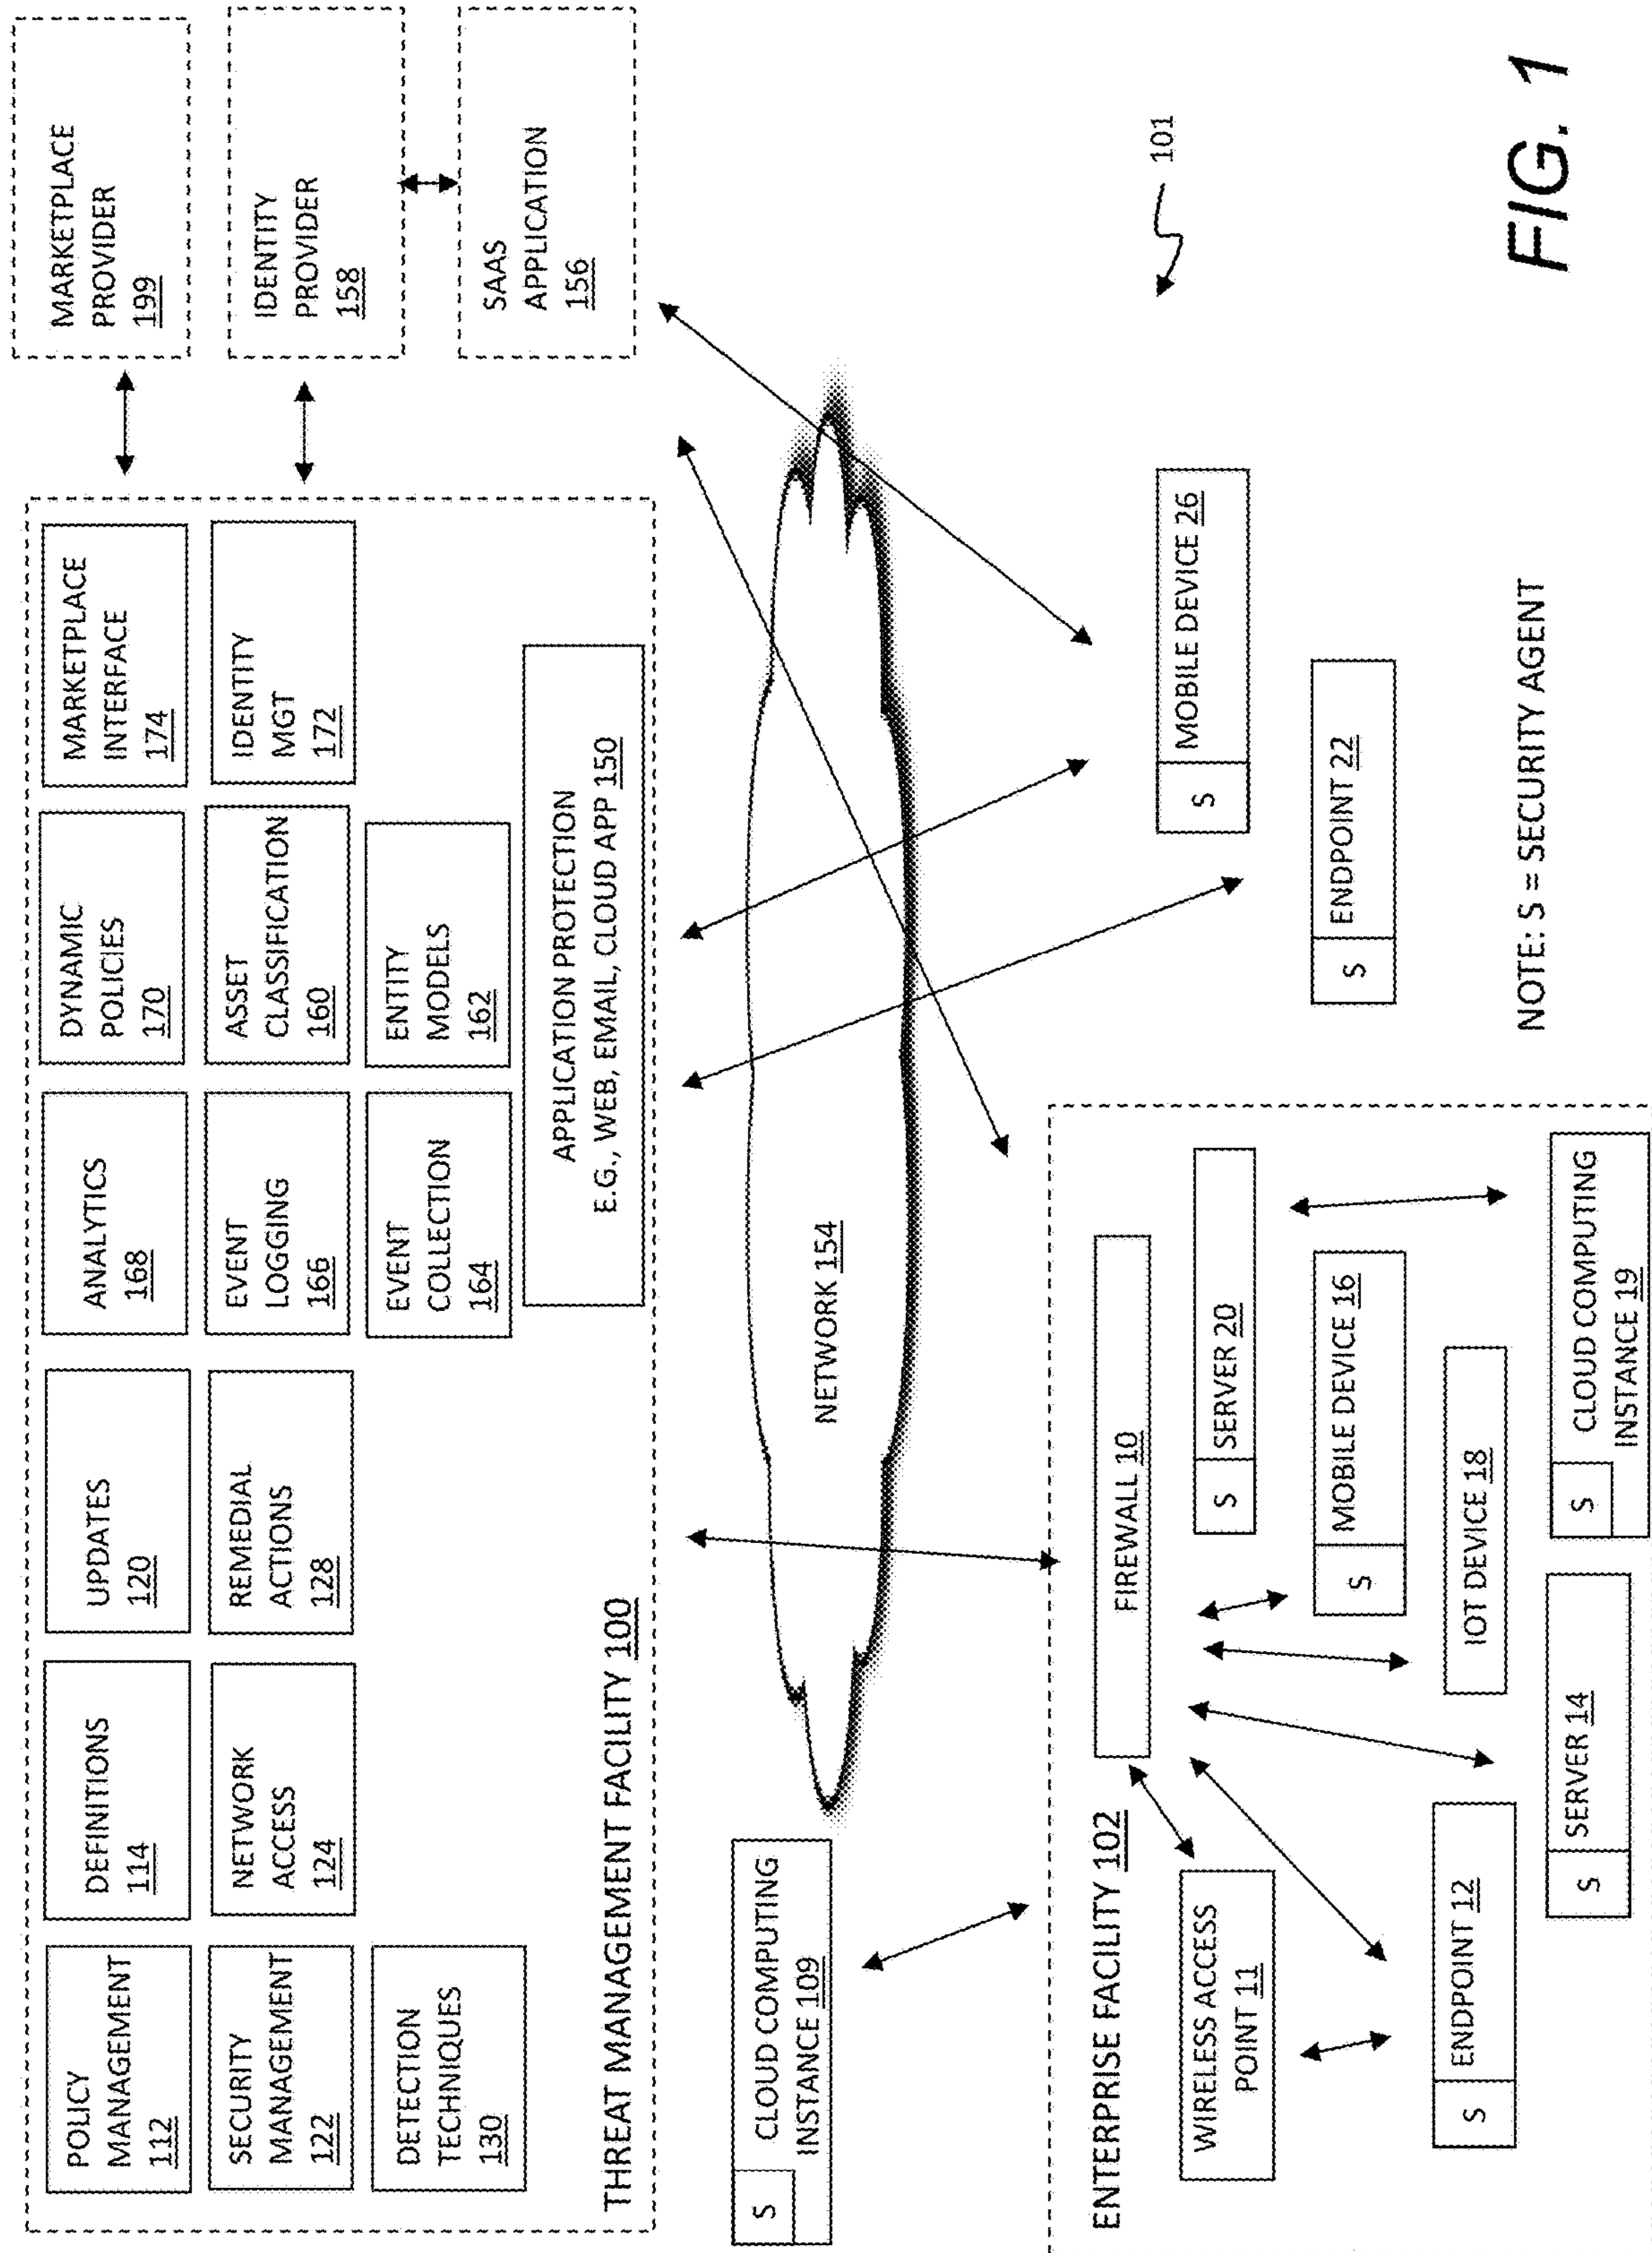 POLICY
MANAGEMENT
112
DEFINITIONS
114
UPDATES
120
ANALYTICS
168
DYNAMIC
POLICIES
170
MARKETPLACE
INTERFACE
174
MARKETPLACE
PROVIDER
199
SECURITY
MANAGEMENT
122
NETWORK
ACCESS
124
REMEDIAL
ACTIONS
128
EVENT
LOGGING
166
ASSET
CLASSIFICATION
160
IDENTITY
MGT
172
IDENTITY
PROVIDER
158
DETECTION
TECHNIQUES
130
EVENT
COLLECTION
164
ENTITY
MODELS
162
SAAS
APPLICATION
156
APPLICATION PROTECTION
E.G., WEB, EMAIL, CLOUD APP 150
THREAT MANAGEMENT FACILITY 100
S
CLOUD COMPUTING
INSTANCE 109
NETWORK 154
101
ENTERPRISE FACILITY 102
FIREWALL 10
WIRELESS ACCESS
POINT 11
S SERVER 20
S MOBILE DEVICE 26
S MOBILE DEVICE 16
S ENDPOINT 22
S ENDPOINT 12
IOT DEVICE 18
S SERVER 14
S
CLOUD COMPUTING
INSTANCE 19
NOTE: S = SECURITY AGENT
FIG. 1